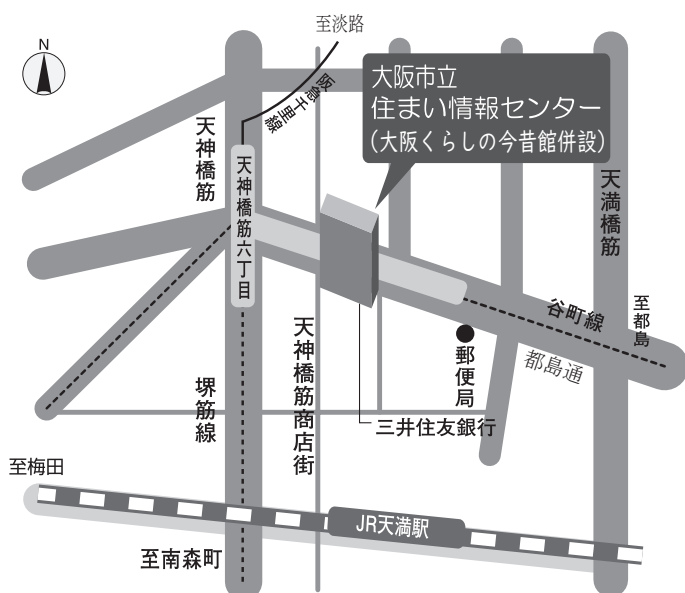 至淡路
N
阪急千里線
大阪市立
住まい情報センター
(大阪くらしの今昔館併設)
天神橋筋
天神橋筋六丁目
天満橋筋
谷町線
至都島
都島通
郵便局
天神橋筋商店街
堺筋線
三井住友銀行
至梅田
JR天満駅
至南森町